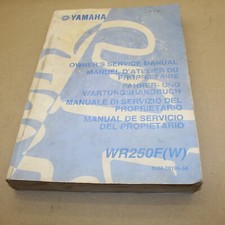 YAMAHA
OWNER'S SERVICE MANUAL
MANUEL D'ATELIER DU
PROPRIETAIRE
FAHRER- UND
WARTUNGSHANDBUCH
MANUALE DI SERVIZIO DEL
PROPRIETARIO
MANUAL DE SERVICIO
DEL PROPIETARIO
WR250F(W)